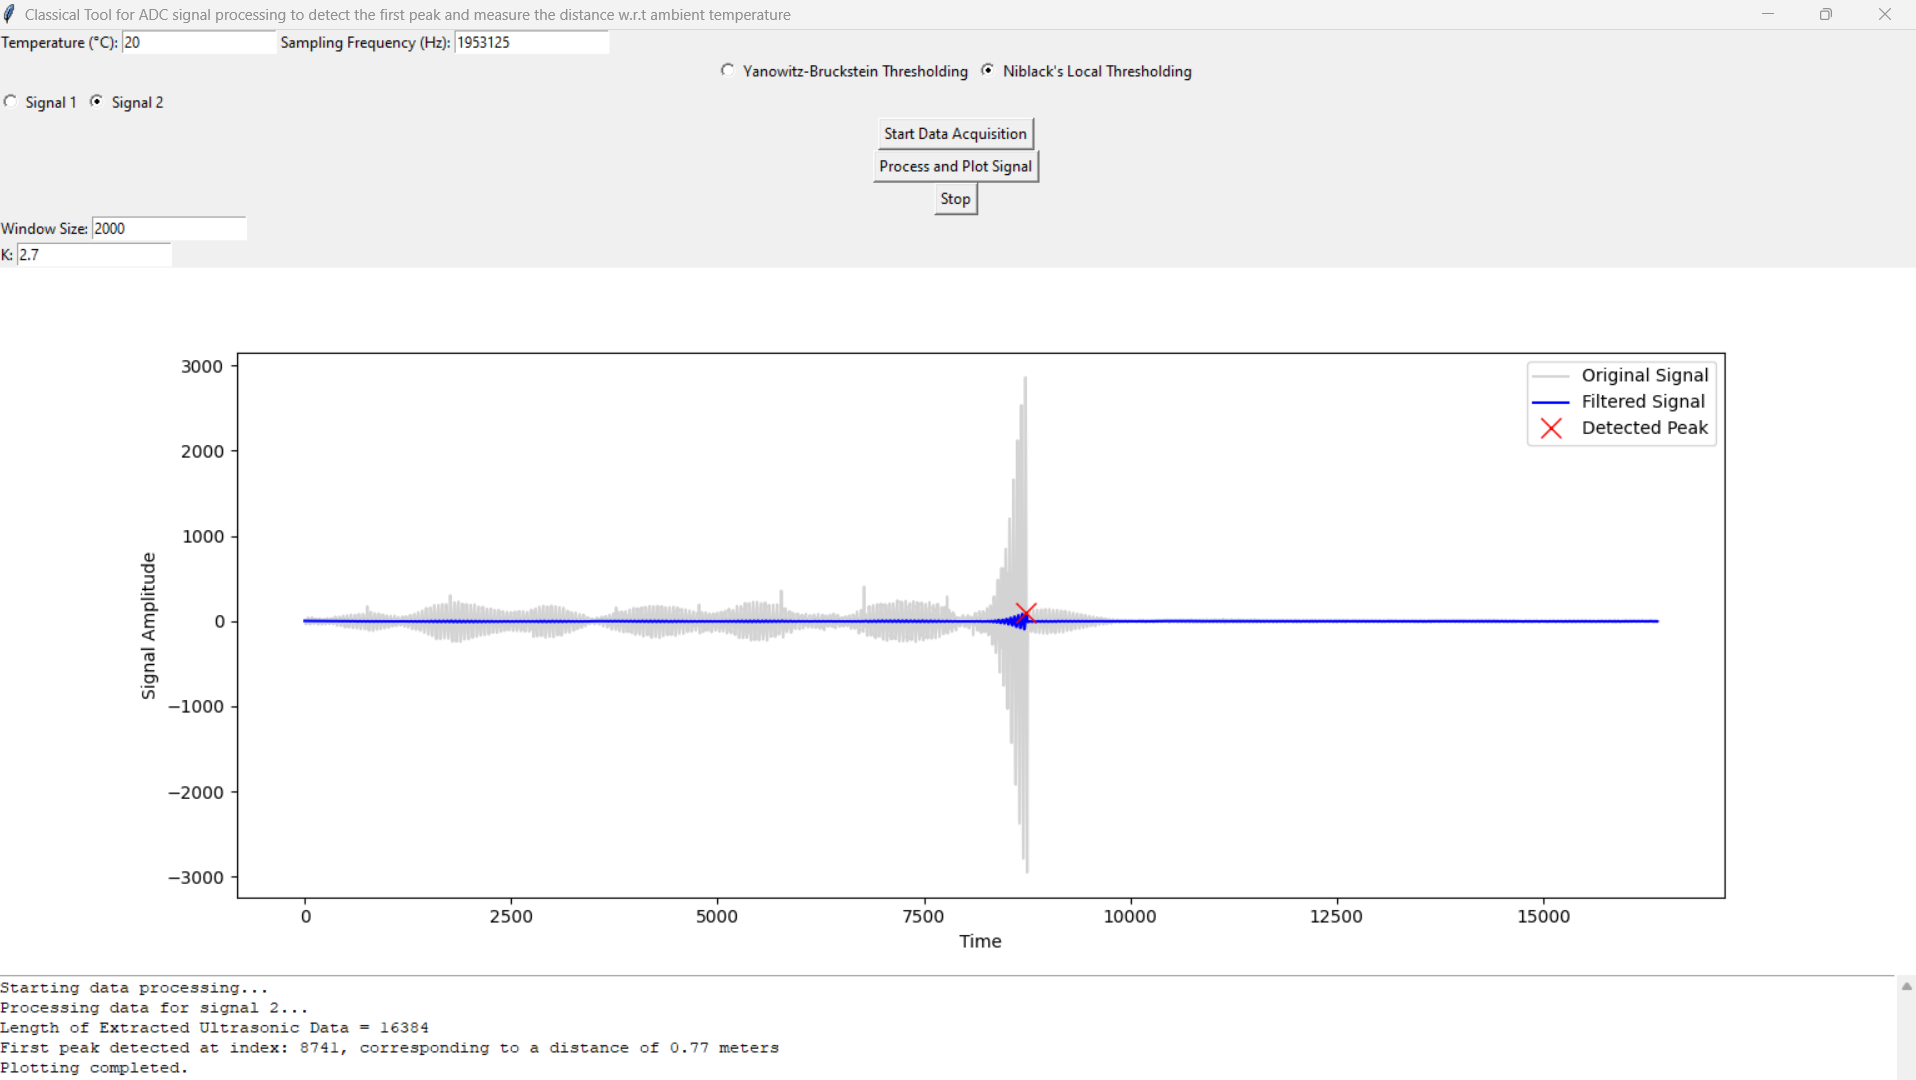 Classical Tool for ADC signal processing to detect the first peak and measure the distance w.r.t ambient temperature
Temperature (°C): 20 Sampling Frequency (Hz): 1953125
Yanowitz-Bruckstein Thresholding Niblack's Local Thresholding
Signal 1 Signal 2
Start Data Acquisition
Process and Plot Signal
Stop
Window Size: 2000
K: 2.7
Original Signal
Filtered Signal
Detected Peak
3000
2000
1000
0
−1000
−2000
−3000
Signal Amplitude
0 2500 5000 7500 10000 12500 15000
Time
Starting data processing...
Processing data for signal 2...
Length of Extracted Ultrasonic Data = 16384
First peak detected at index: 8741, corresponding to a distance of 0.77 meters
Plotting completed.